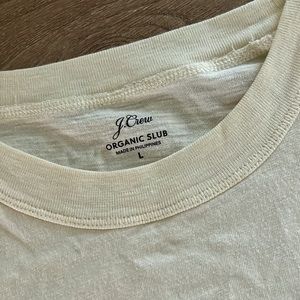 J.Crew
ORGANIC SLUB
MADE IN PHILIPPINES
L